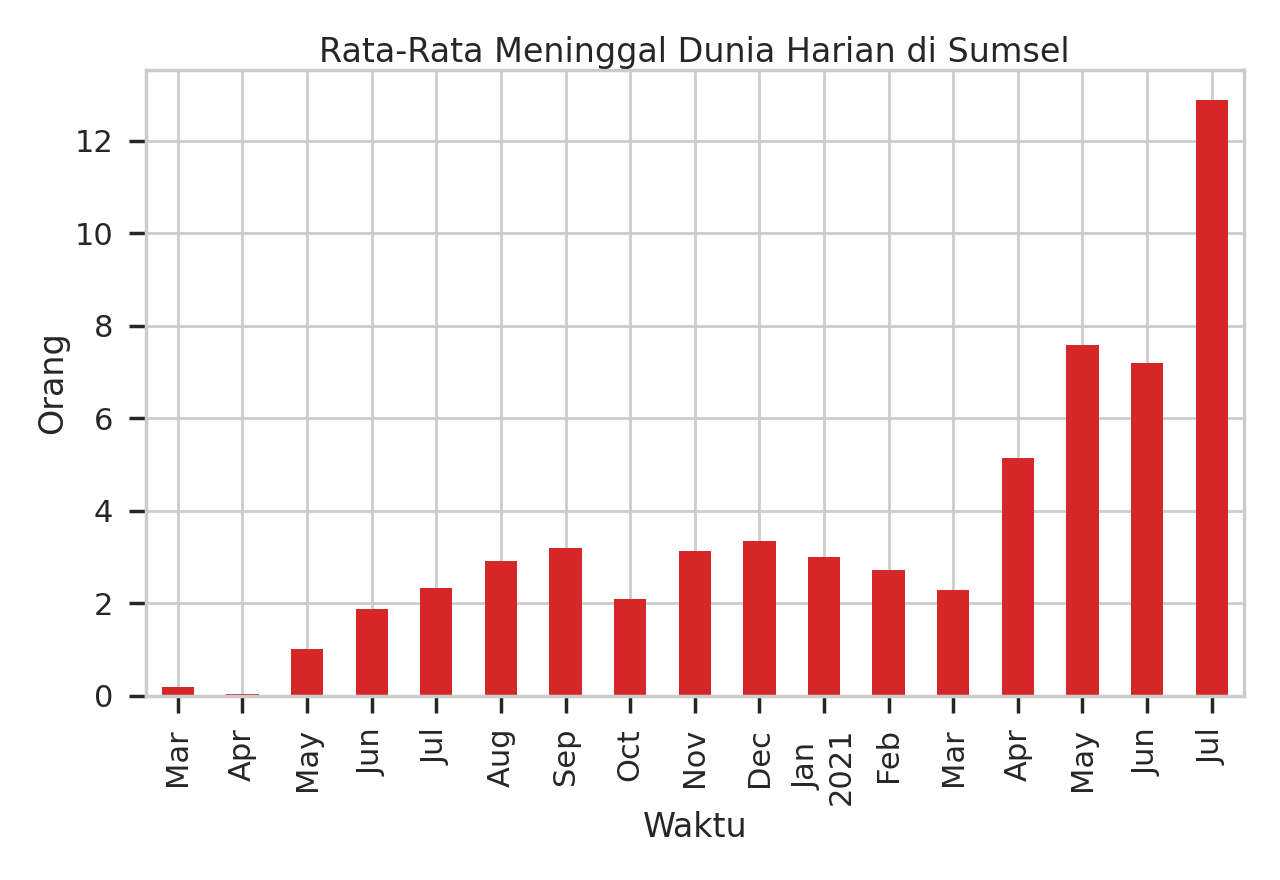 Rata-Rata Meninggal Dunia Harian di Sumsel
12
10
8
6
4
2
0
Orang
Mar
Apr
May
Jun
Jul
Aug
Sep
Oct
Nov
Dec
Jan
2021
Feb
Mar
Apr
May
Jun
Jul
Waktu